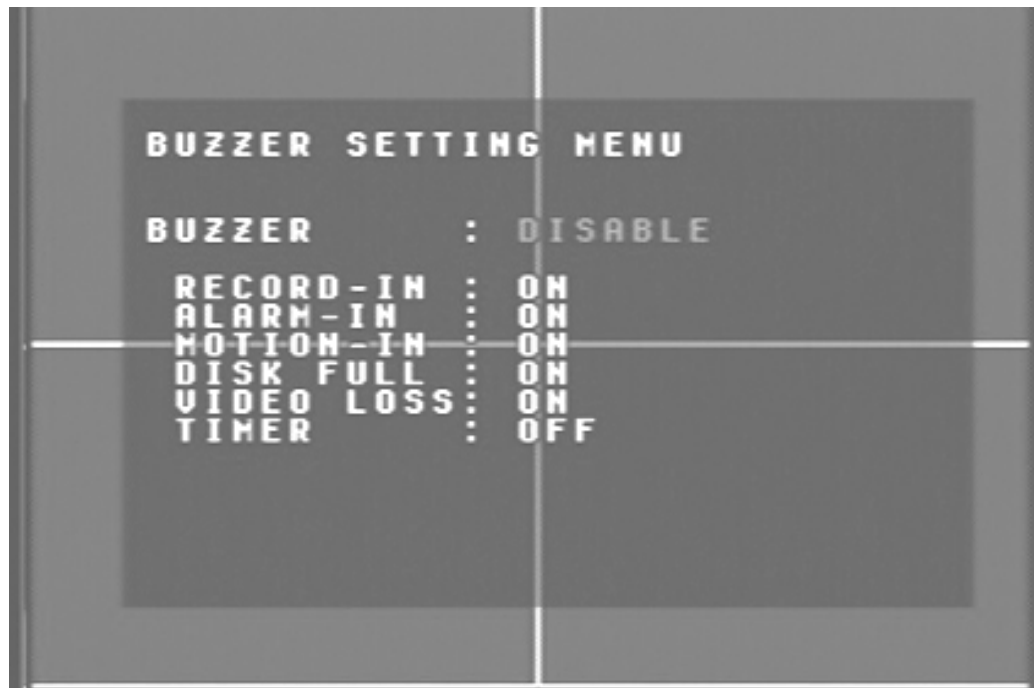 BUZZER SETTING MENU
BUZZER : DISABLE
RECORD-IN : ON
ALARM-IN : ON
MOTION-IN : ON
DISK FULL : ON
VIDEO LOSS: ON
TIMER : OFF